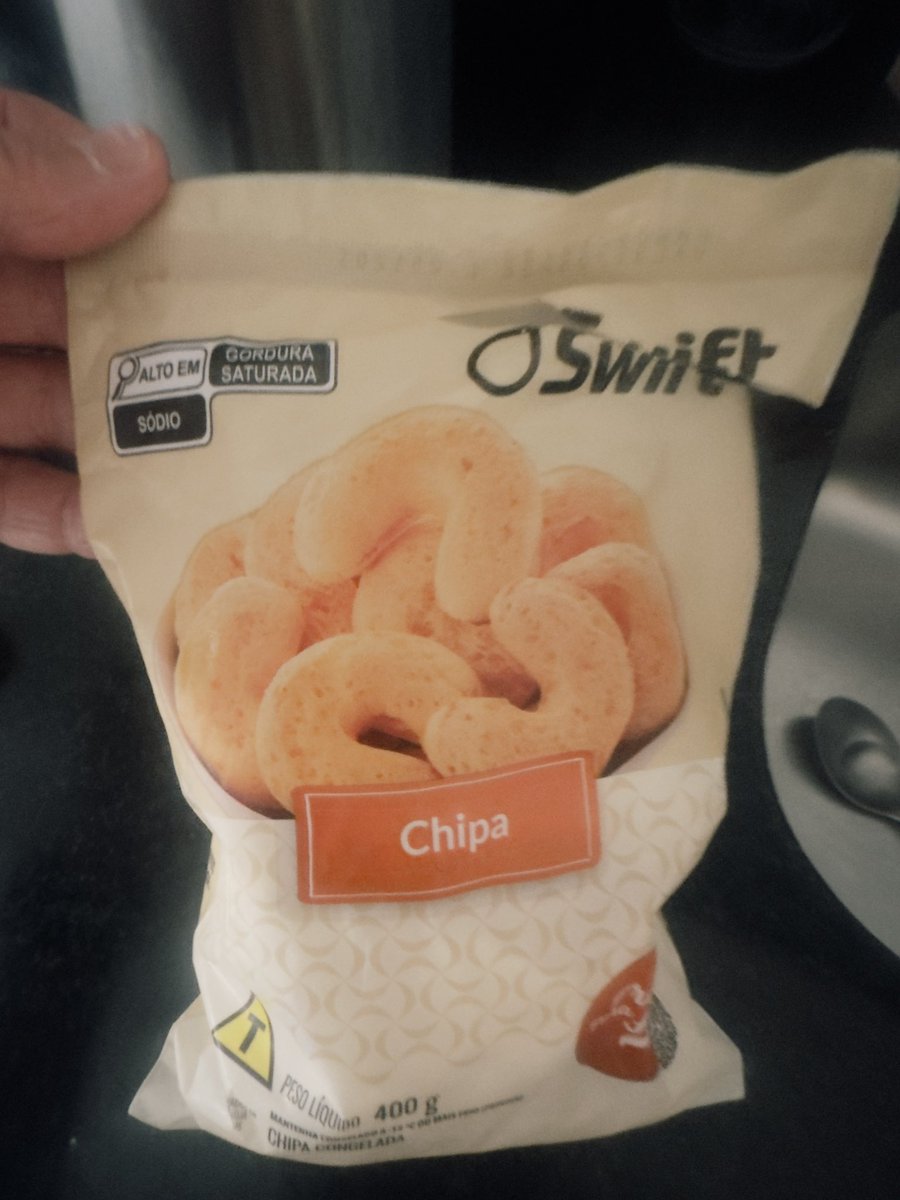 Swift
ALTO EM
GORDURA
SATURADA
SÓDIO
Chipa
T
PESO LÍQUIDO 400 g
CHIPA CONGELADA